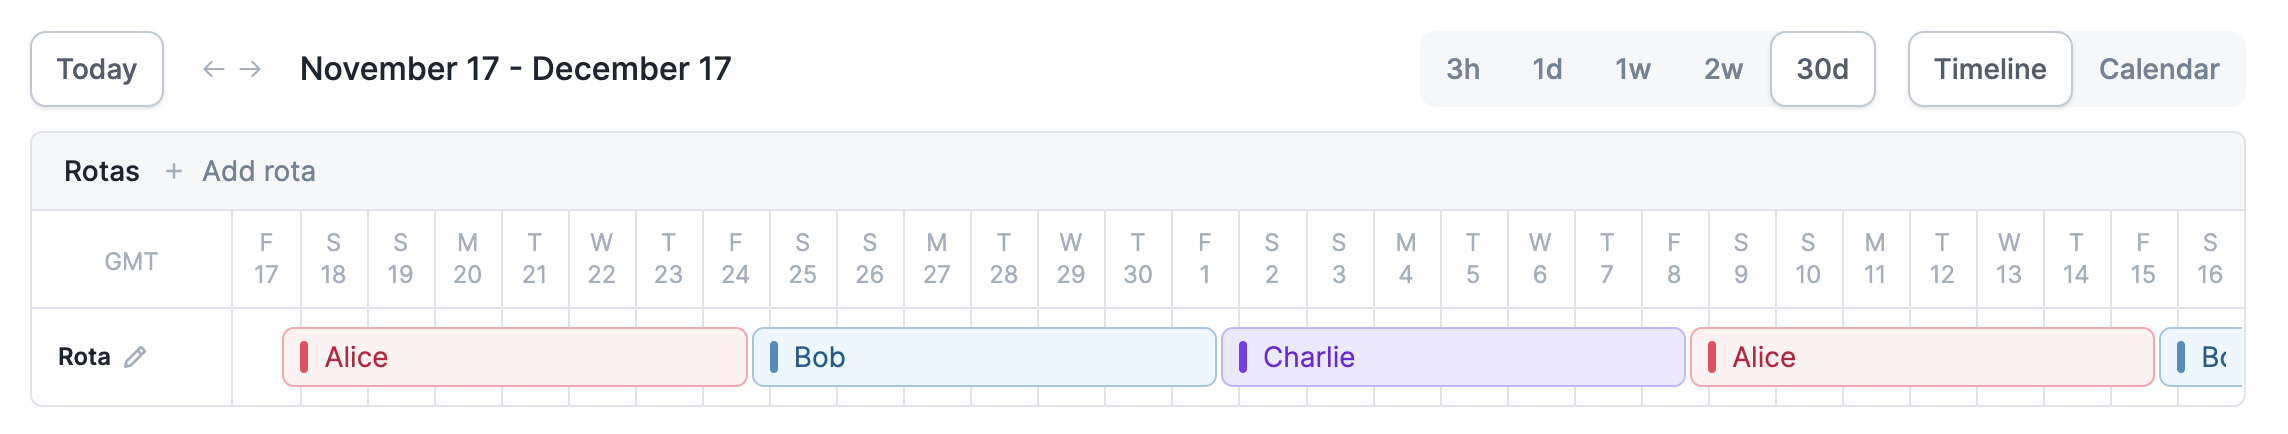 Today ← → November 17 - December 17 3h 1d 1w 2w 30d Timeline Calendar
Rotas + Add rota
GMT F S S M T W T F S S M T W T F S S M T W T F S S M T W T F S
17 18 19 20 21 22 23 24 25 26 27 28 29 30 1 2 3 4 5 6 7 8 9 10 11 12 13 14 15 16
Rota Alice Bob Charlie Alice